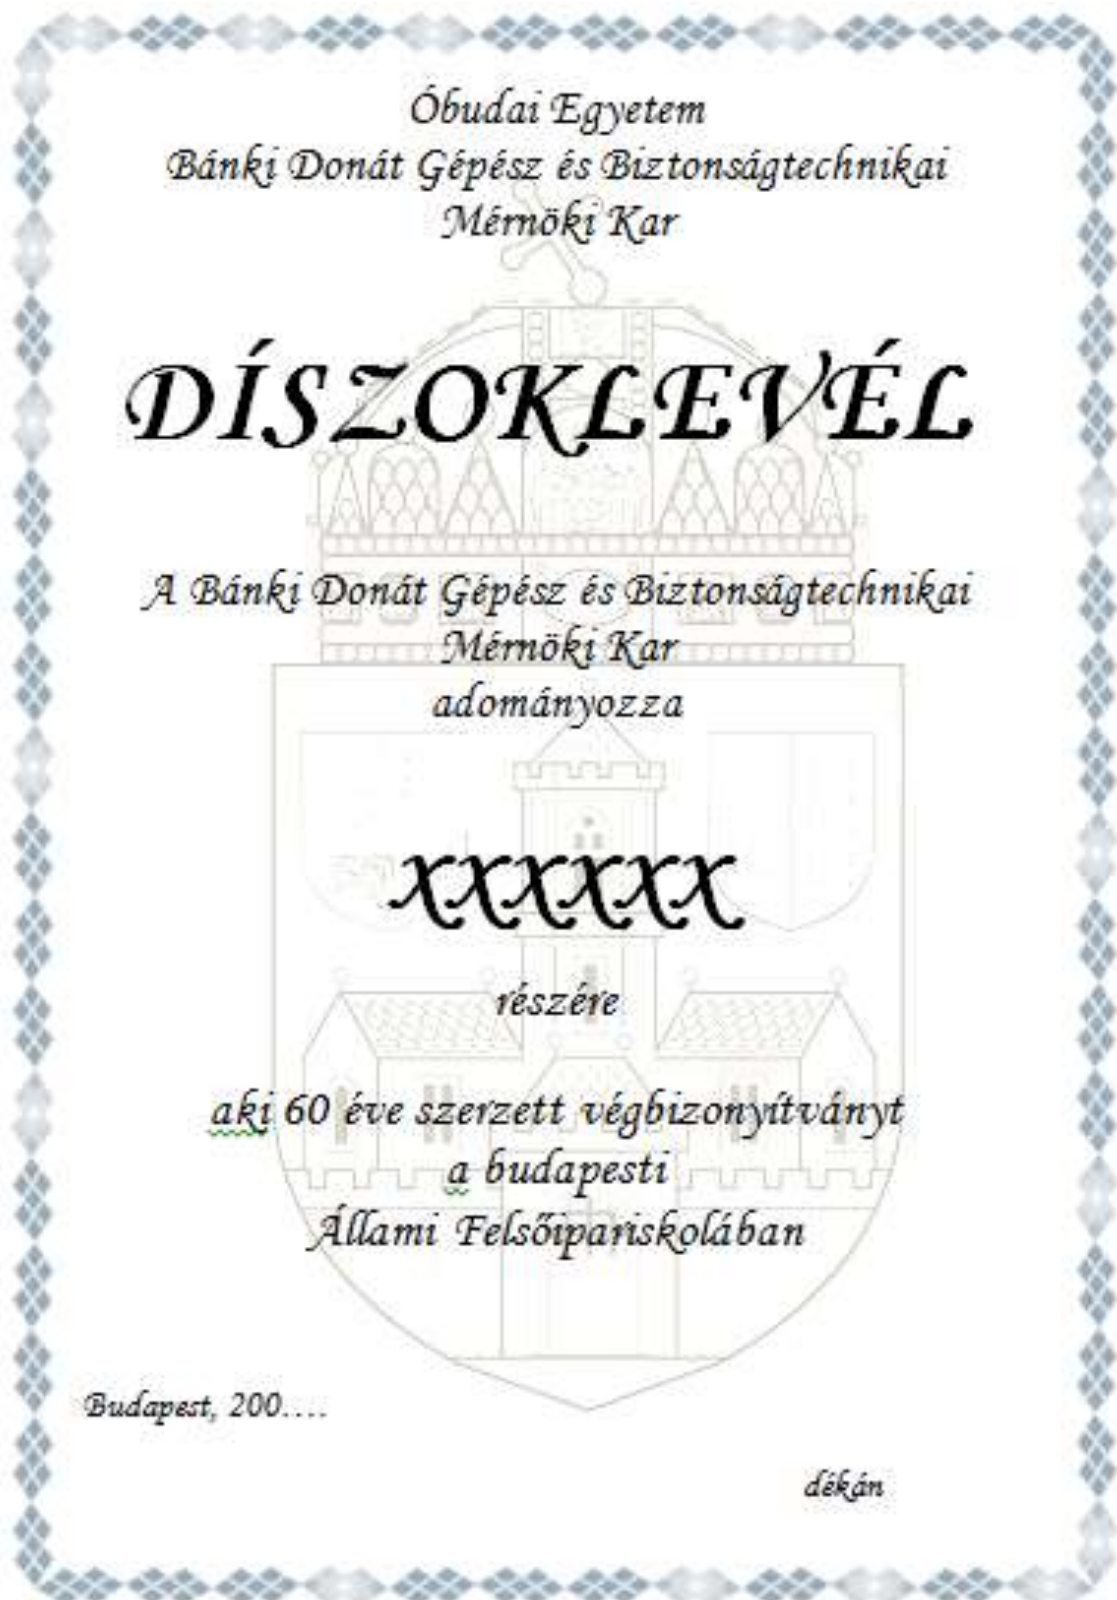 Óbudai Egyetem
Bánki Donát Gépész és Biztonságtechnikai
Mérnöki Kar
DÍSZOKLEVÉL
A Bánki Donát Gépész és Biztonságtechnikai
Mérnöki Kar
adományozza
xxxxxx
részére
aki 60 éve szerzett végbizonyítványt
a budapesti
Állami Felsőipariskolában
Budapest, 200....
dékán